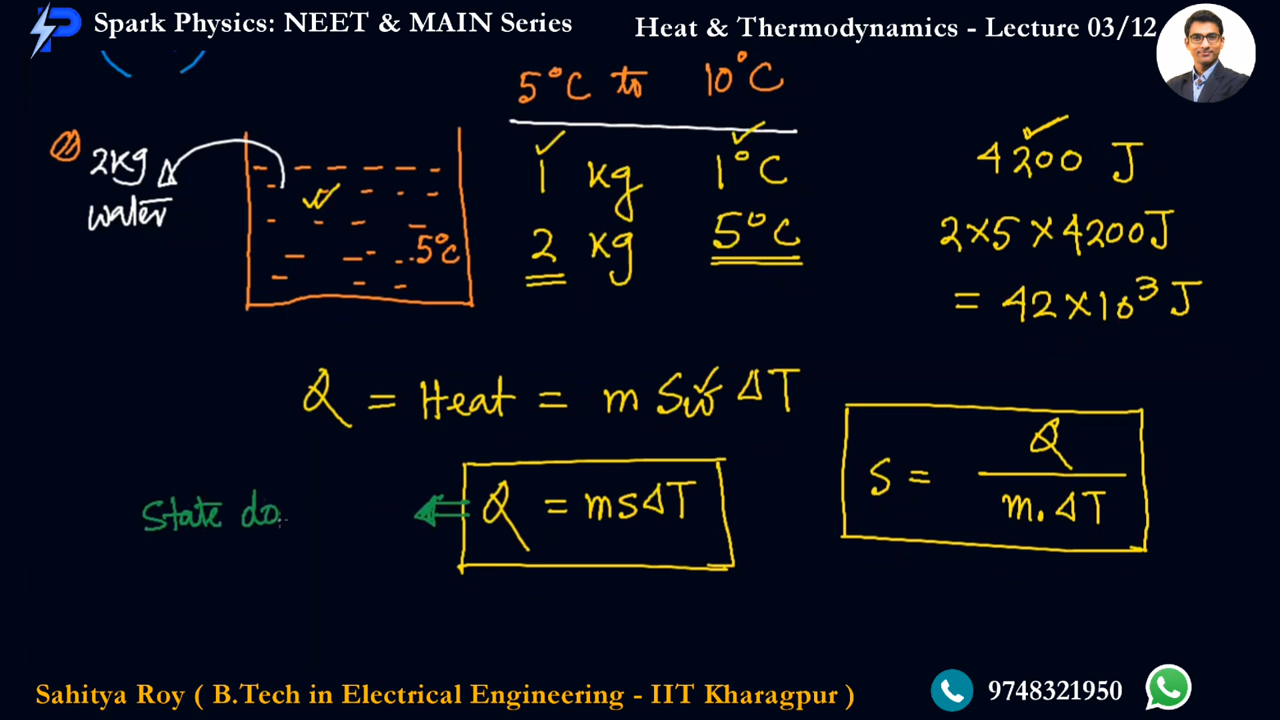 Spark Physics: NEET & MAIN Series
Heat & Thermodynamics - Lecture 03/12
5°C to 10°C
2kg
water
5°C
1 kg 1°C 4200 J
2 kg 5°C 2×5×4200J
= 42×10³ J
Q = Heat = m Sw ΔT
S = Q / m.ΔT
State do
Q = msΔT
Sahitya Roy ( B.Tech in Electrical Engineering - IIT Kharagpur )
9748321950